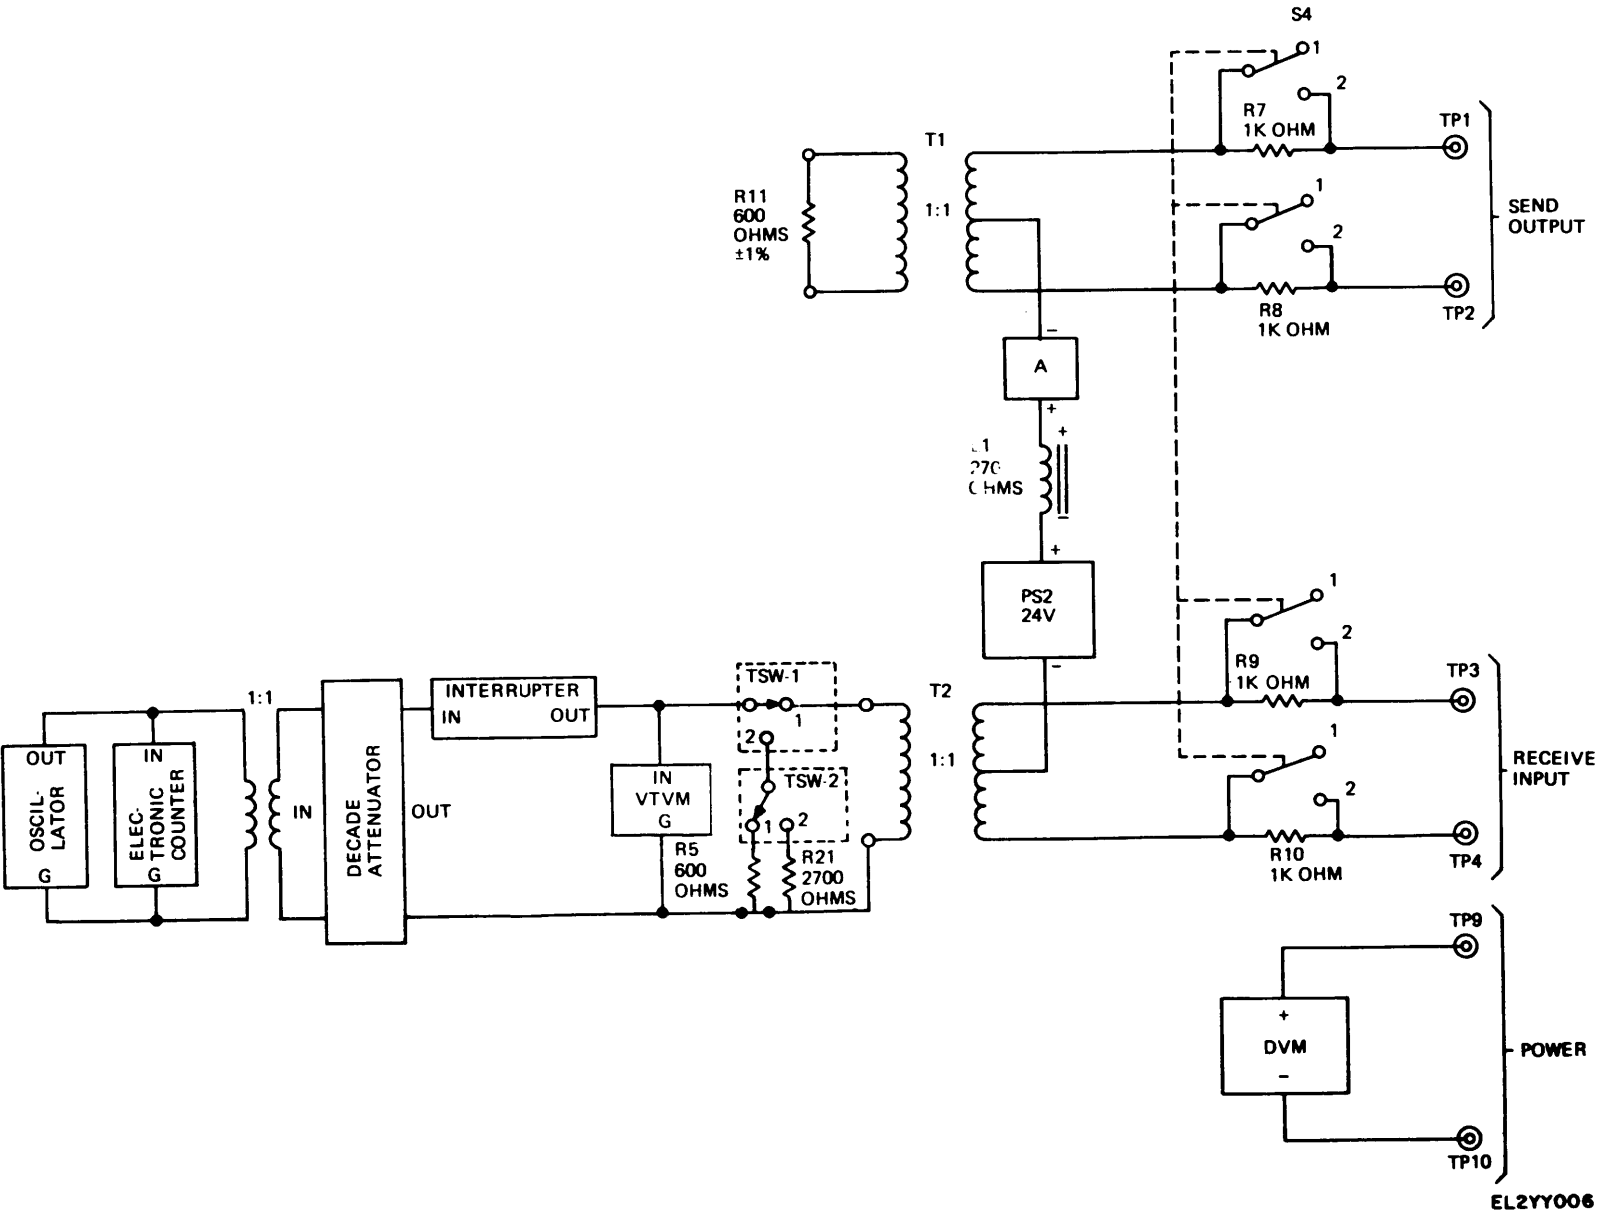 S4
1
2
R7
1K OHM
TP1
T1
1:1
R11
600
OHMS
±1%
1
2
R8
1K OHM
TP2
SEND
OUTPUT
−
A
+
+
1
OHMS
−
+
PS2
24V
−
1
2
R9
1K OHM
TP3
1
2
R10
1K OHM
TP4
RECEIVE
INPUT
T2
1:1
TSW-1
1
2
TSW-2
1
2
R5
600
OHMS
R21
2700
OHMS
INTERRUPTER
IN
OUT
IN
VTVM
G
1:1
IN
DECADE
ATTENUATOR
OUT
OUT
OSCIL-
LATOR
G
IN
ELEC-
TRONIC
COUNTER
G
TP9
+
DVM
−
TP10
POWER
EL2YY006